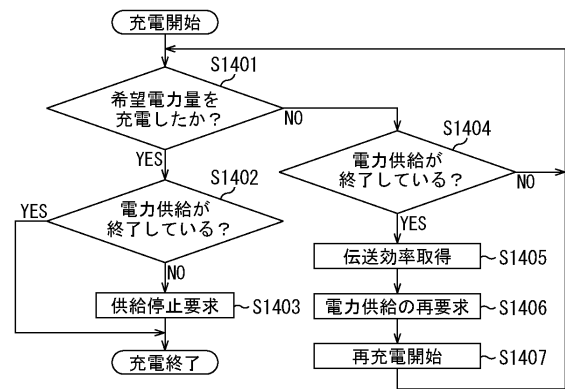 充電開始
S1401
希望電力量を
充電したか？
NO
YES
S1404
電力供給が
終了している？
NO
YES
S1402
電力供給が
終了している？
YES
NO
伝送効率取得
S1405
供給停止要求
S1403
電力供給の再要求
S1406
再充電開始
S1407
充電終了